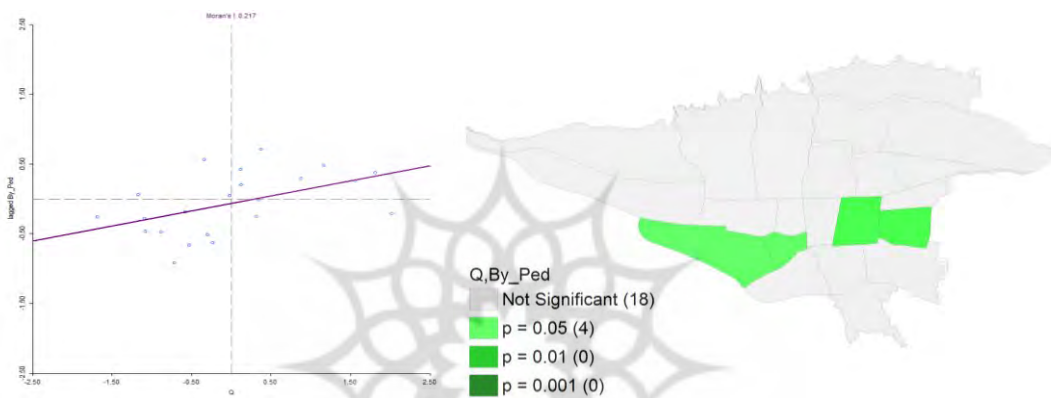 Moran's I: 0.217
2.50
1.50
0.50
lagged By_Ped
-0.50
-1.50
-2.50
-2.50
-1.50
-0.50
0.50
1.50
2.50
Q
Q,By_Ped
Not Significant (18)
p = 0.05 (4)
p = 0.01 (0)
p = 0.001 (0)